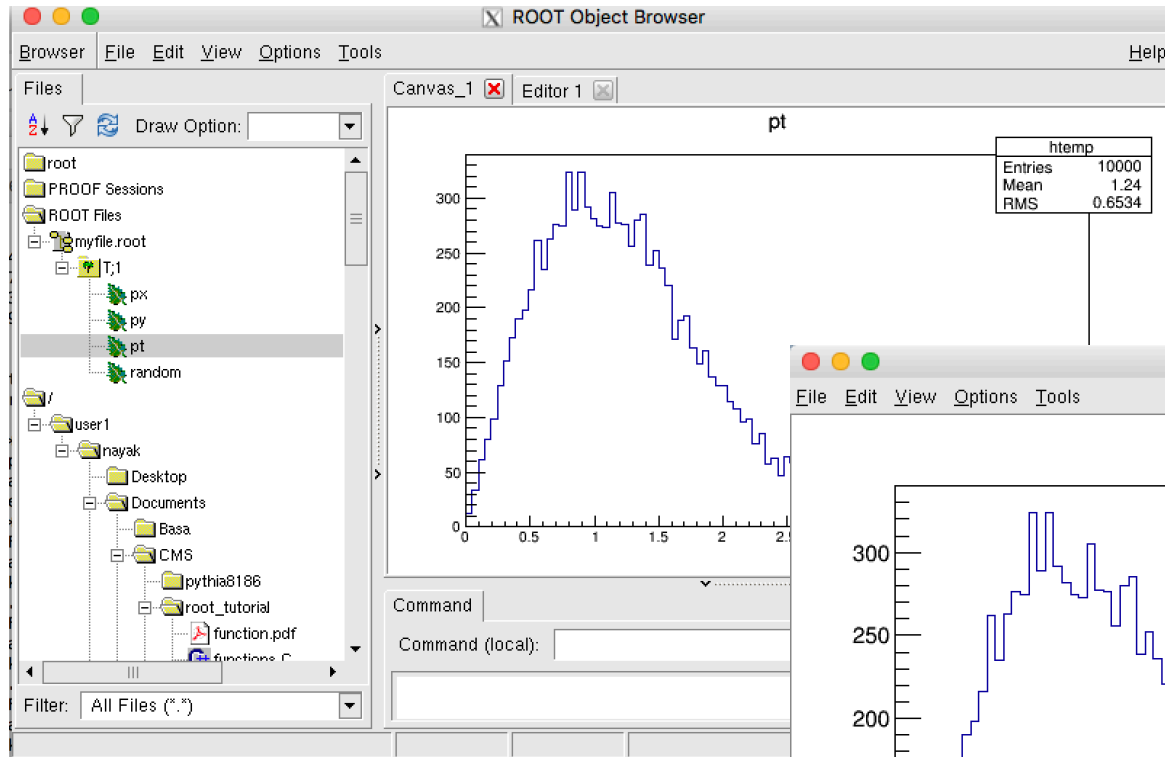 ROOT Object Browser
Browser File Edit View Options Tools Help
Files
Canvas_1 Editor 1
Draw Option:
root
PROOF Sessions
ROOT Files
myfile.root
T;1
px
py
pt
random
/
user1
nayak
Desktop
Documents
Basa
CMS
pythia8186
root_tutorial
function.pdf
functions.C
Filter: All Files (*.*)
pt
htemp
Entries 10000
Mean 1.24
RMS 0.6534
300
250
200
150
100
50
0
0 0.5 1 1.5 2 2.5
Command
Command (local):
File Edit View Options Tools
300
250
200